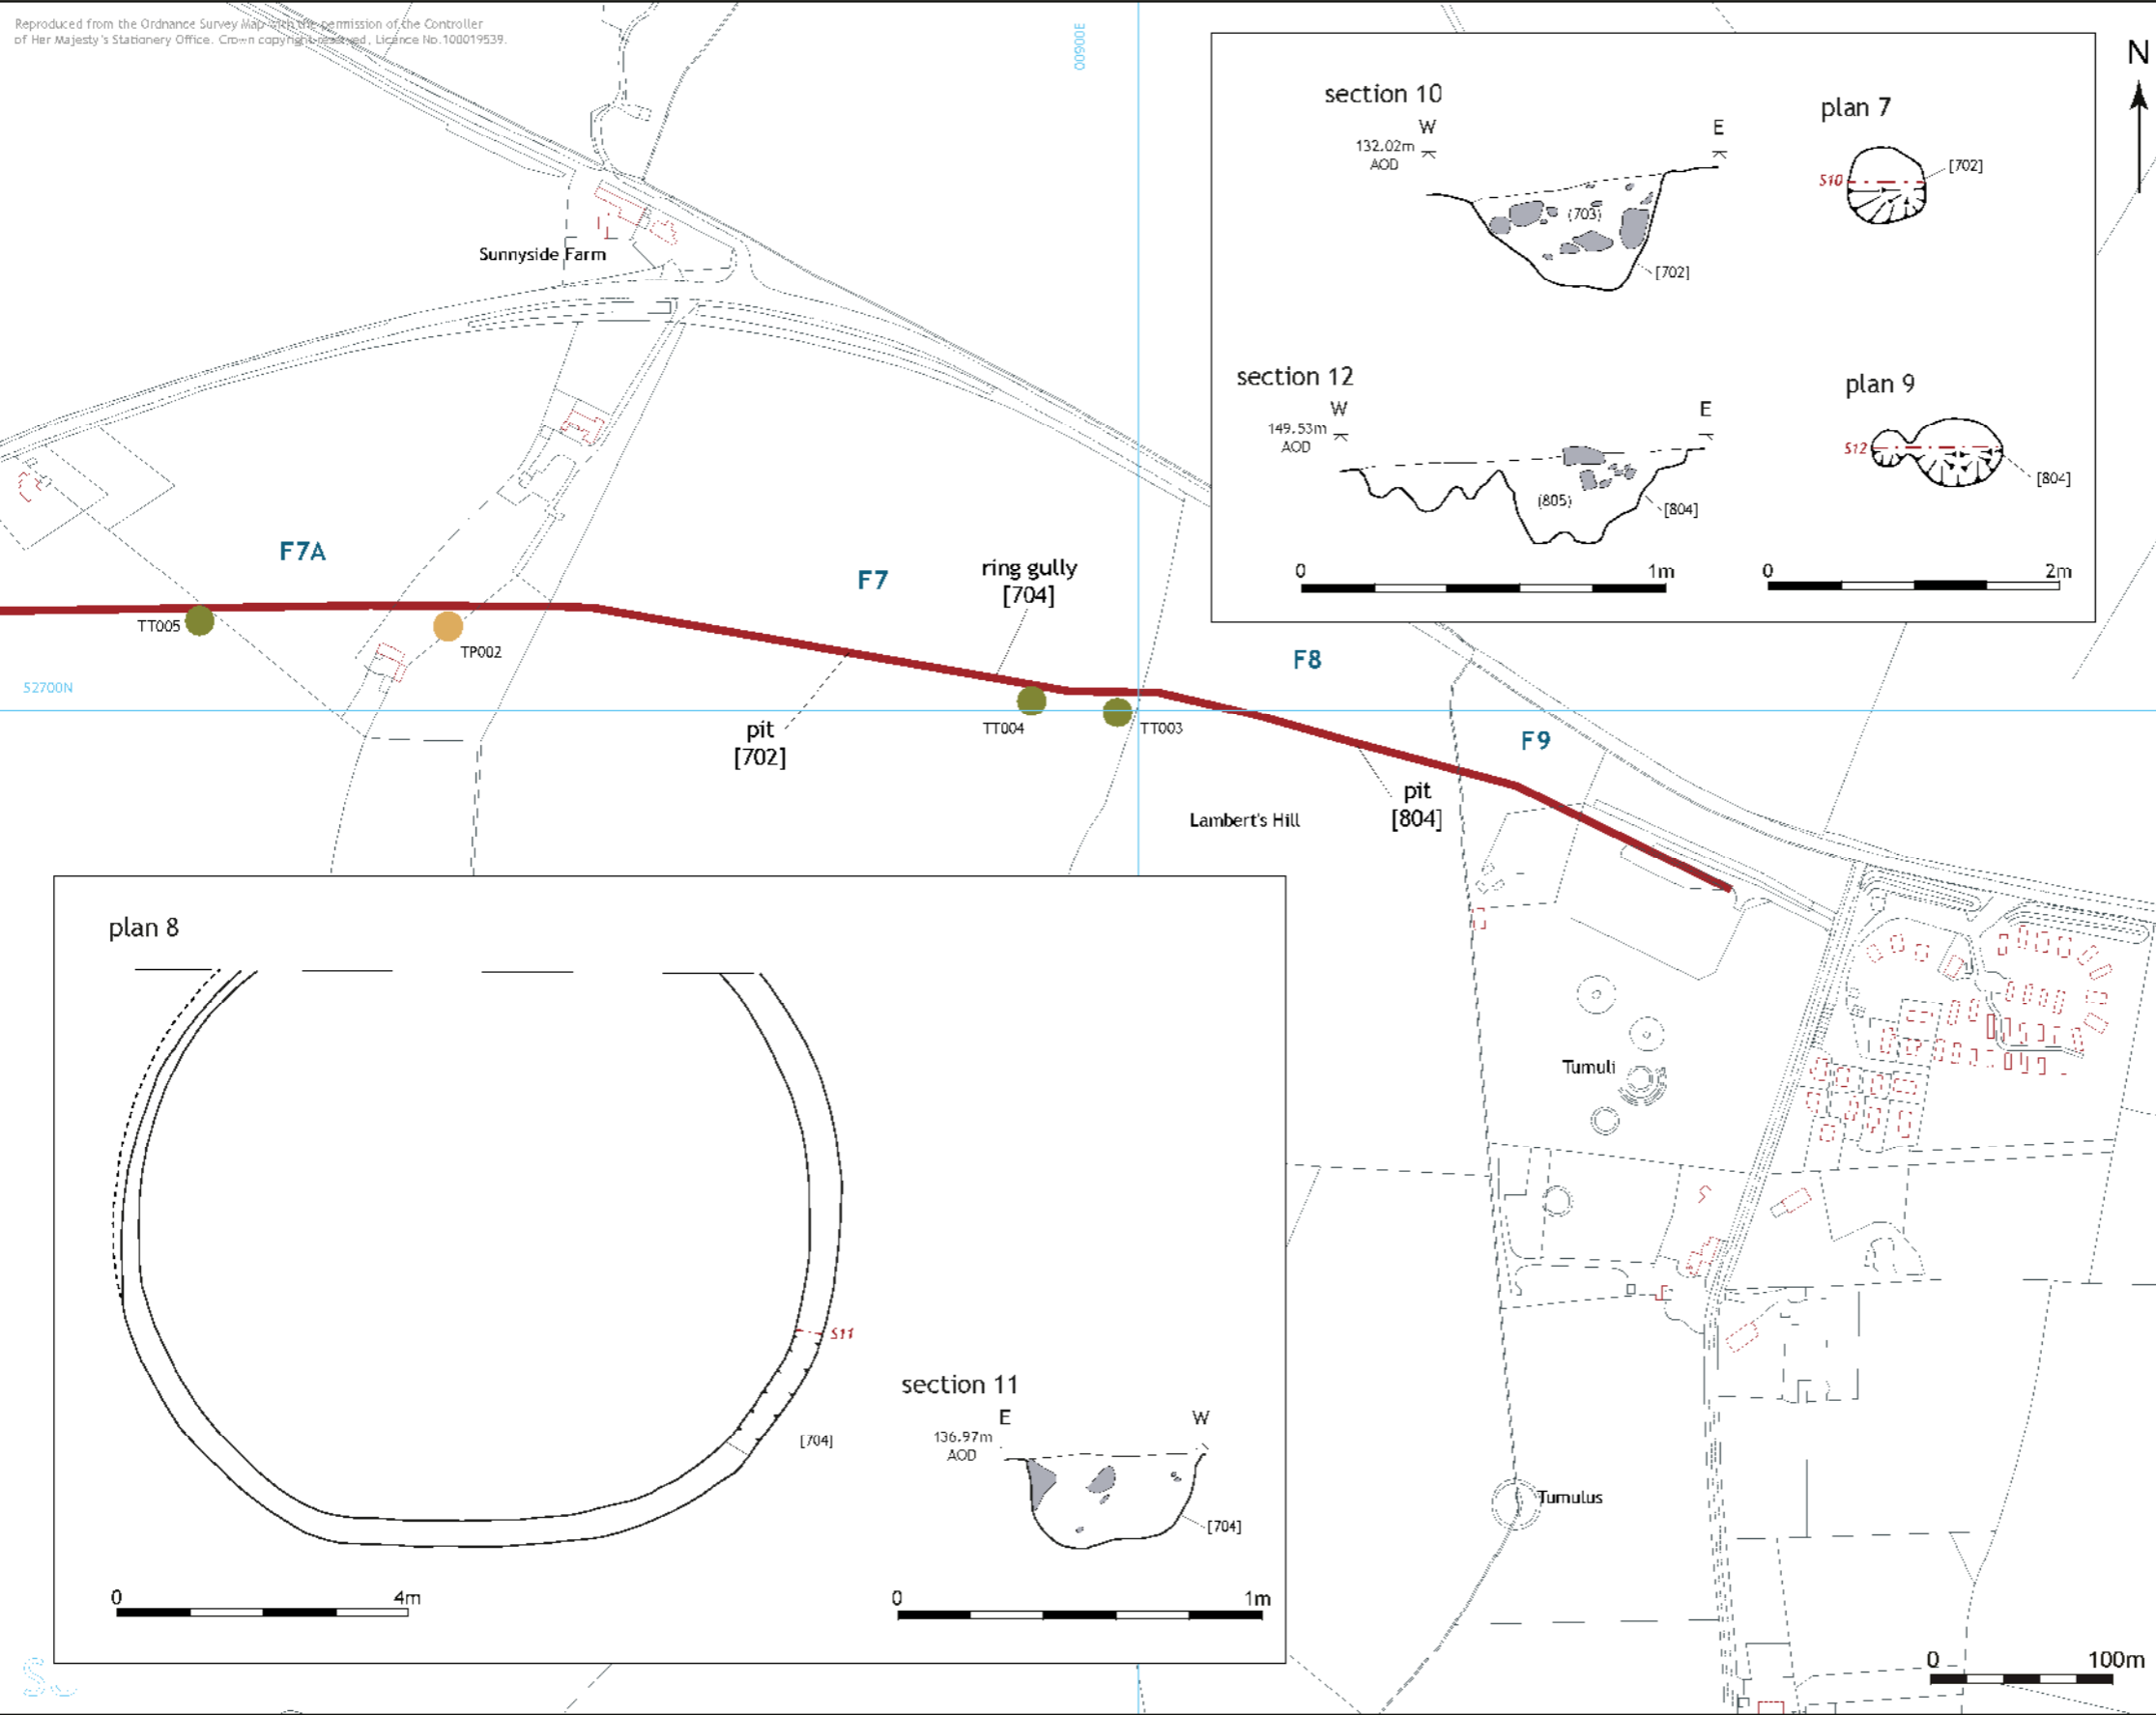 Reproduced from the Ordnance Survey Map with the permission of the Controller
of Her Majesty's Stationery Office. Crown copyright reserved, Licence No.100019539.
00900E
N
section 10
W
E
132.02m
AOD
(703)
[702]
plan 7
S10
[702]
section 12
W
E
149.53m
AOD
(805)
[804]
plan 9
S12
[804]
0
1m
0
2m
Sunnyside Farm
F7A
F7
ring gully
[704]
F8
TT005
TP002
52700N
pit
[702]
TT004
TT003
F9
pit
[804]
Lambert's Hill
Tumuli
Tumulus
plan 8
S11
[704]
section 11
E
W
136.97m
AOD
[704]
0
4m
0
1m
0
100m